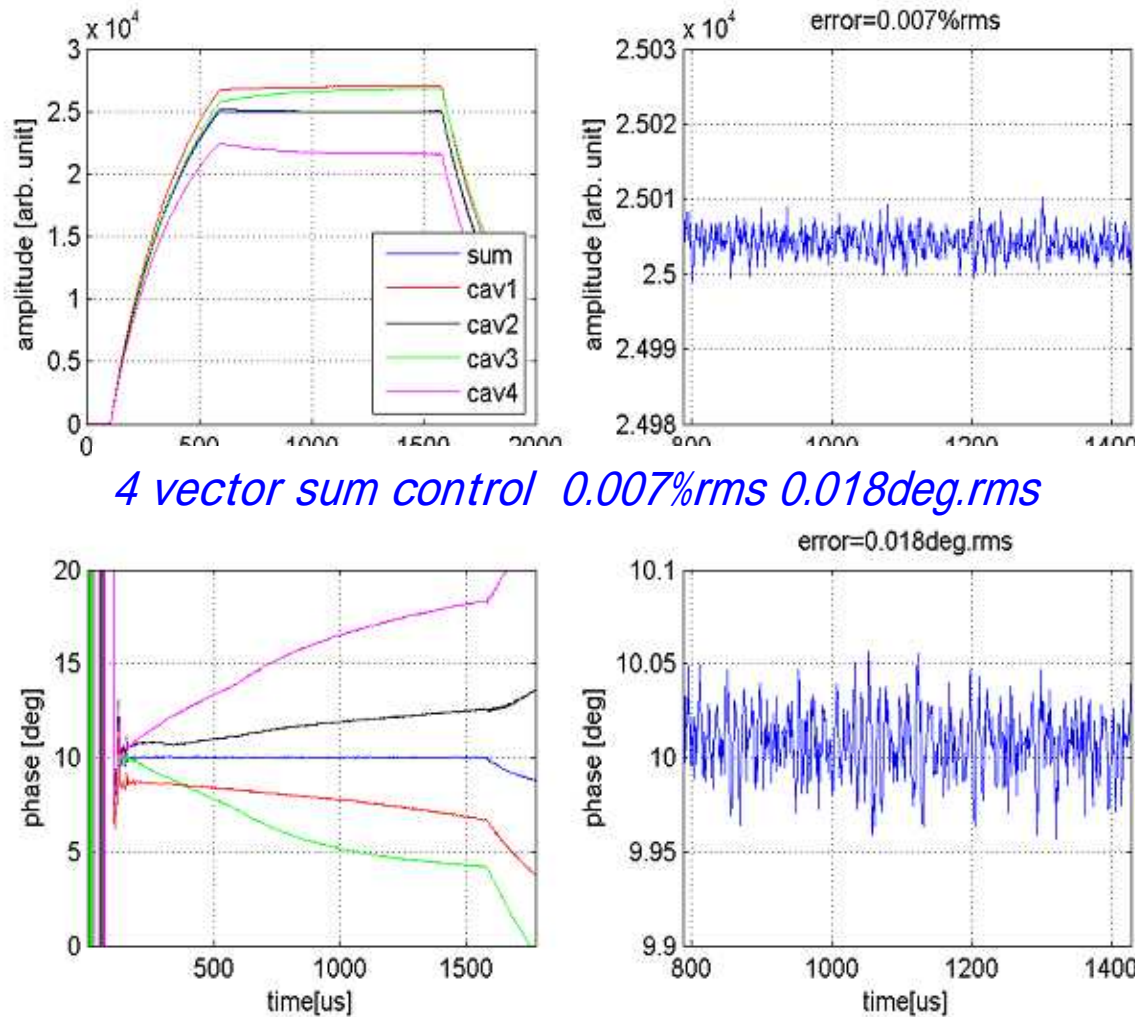 x 10^4
3
2.5
2
1.5
1
0.5
0
amplitude [arb. unit]
0 500 1000 1500 2000
sum
cav1
cav2
cav3
cav4
x 10^4
error=0.007%rms
2.503
2.502
2.501
2.5
2.499
2.498
amplitude [arb. unit]
800 1000 1200 1400
4 vector sum control 0.007%rms 0.018deg.rms
20
15
10
5
0
phase [deg]
500 1000 1500
time[us]
error=0.018deg.rms
10.1
10.05
10
9.95
9.9
phase [deg]
800 1000 1200 1400
time[us]